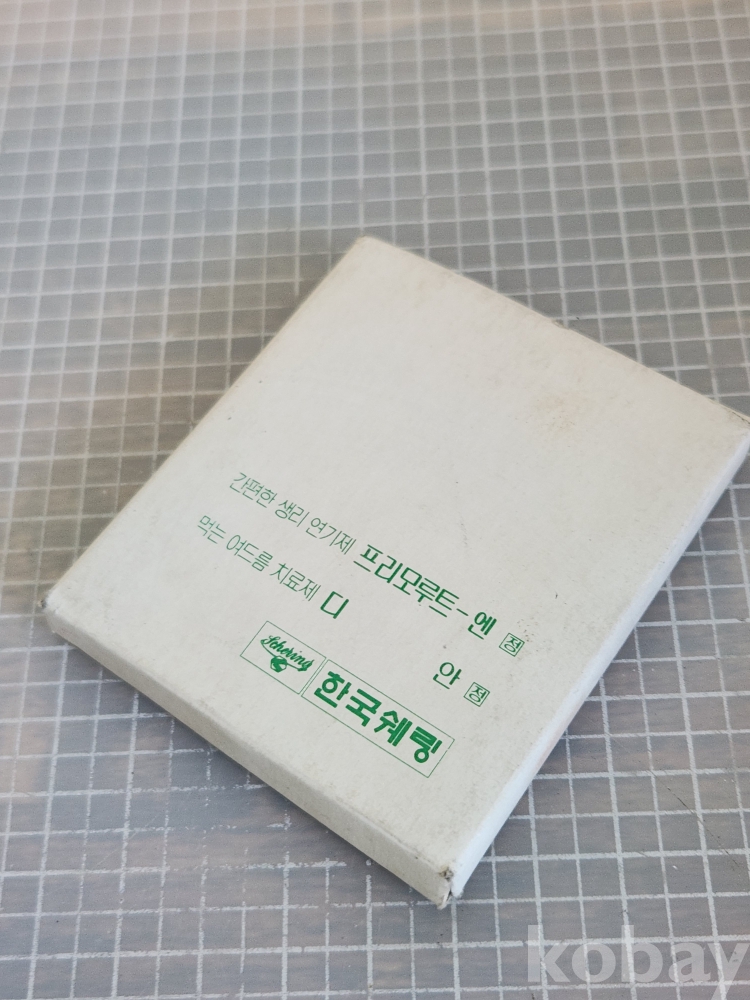 간편한 생리 연기제 프리모루트-엔 정
먹는 여드름 치료제 디 안 정
Schering 한국쉐링
kobay